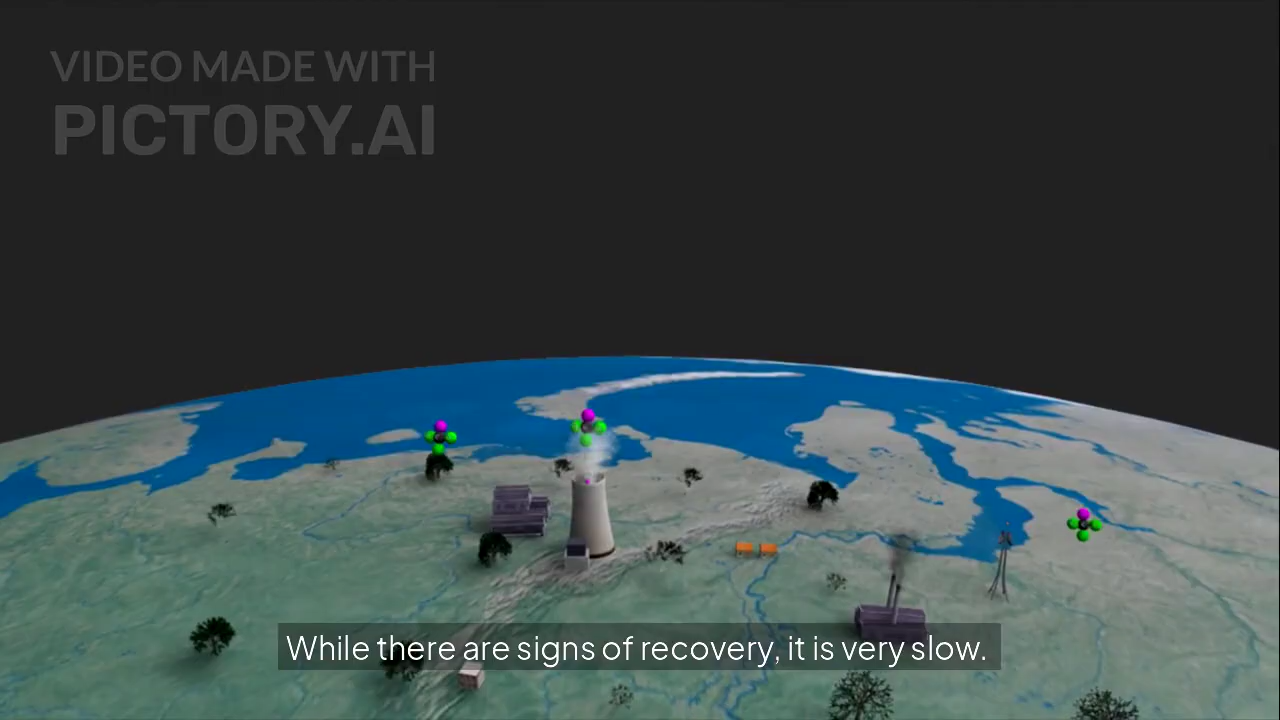 VIDEO MADE WITH
PICTORY.AI
While there are signs of recovery, it is very slow.